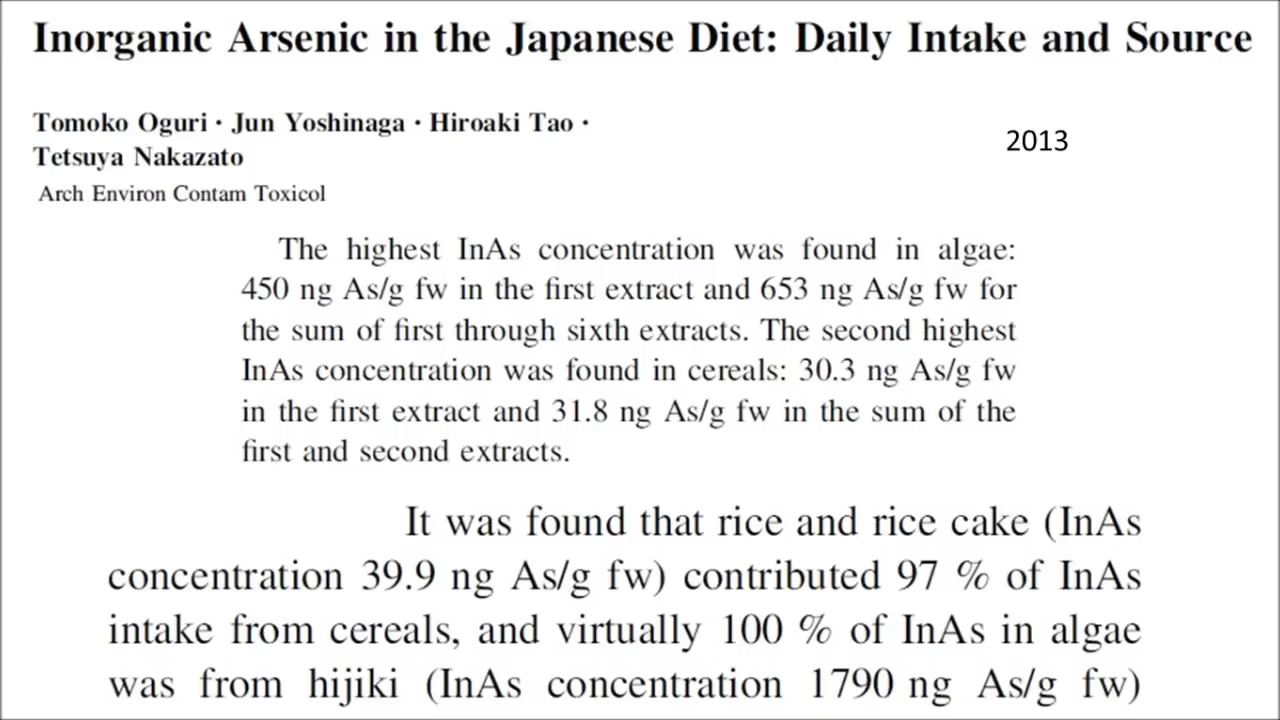 Inorganic Arsenic in the Japanese Diet: Daily Intake and Source
Tomoko Oguri · Jun Yoshinaga · Hiroaki Tao ·
Tetsuya Nakazato
2013
Arch Environ Contam Toxicol
The highest InAs concentration was found in algae:
450 ng As/g fw in the first extract and 653 ng As/g fw for
the sum of first through sixth extracts. The second highest
InAs concentration was found in cereals: 30.3 ng As/g fw
in the first extract and 31.8 ng As/g fw in the sum of the
first and second extracts.
It was found that rice and rice cake (InAs
concentration 39.9 ng As/g fw) contributed 97 % of InAs
intake from cereals, and virtually 100 % of InAs in algae
was from hijiki (InAs concentration 1790 ng As/g fw)